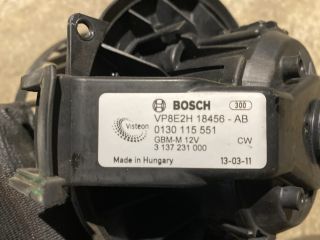 BOSCH 300
Visteon
VP8E2H 18456 - AB
0130 115 551
GBM-M 12V CW
3 137 231 000
Made in Hungary 13-03-11